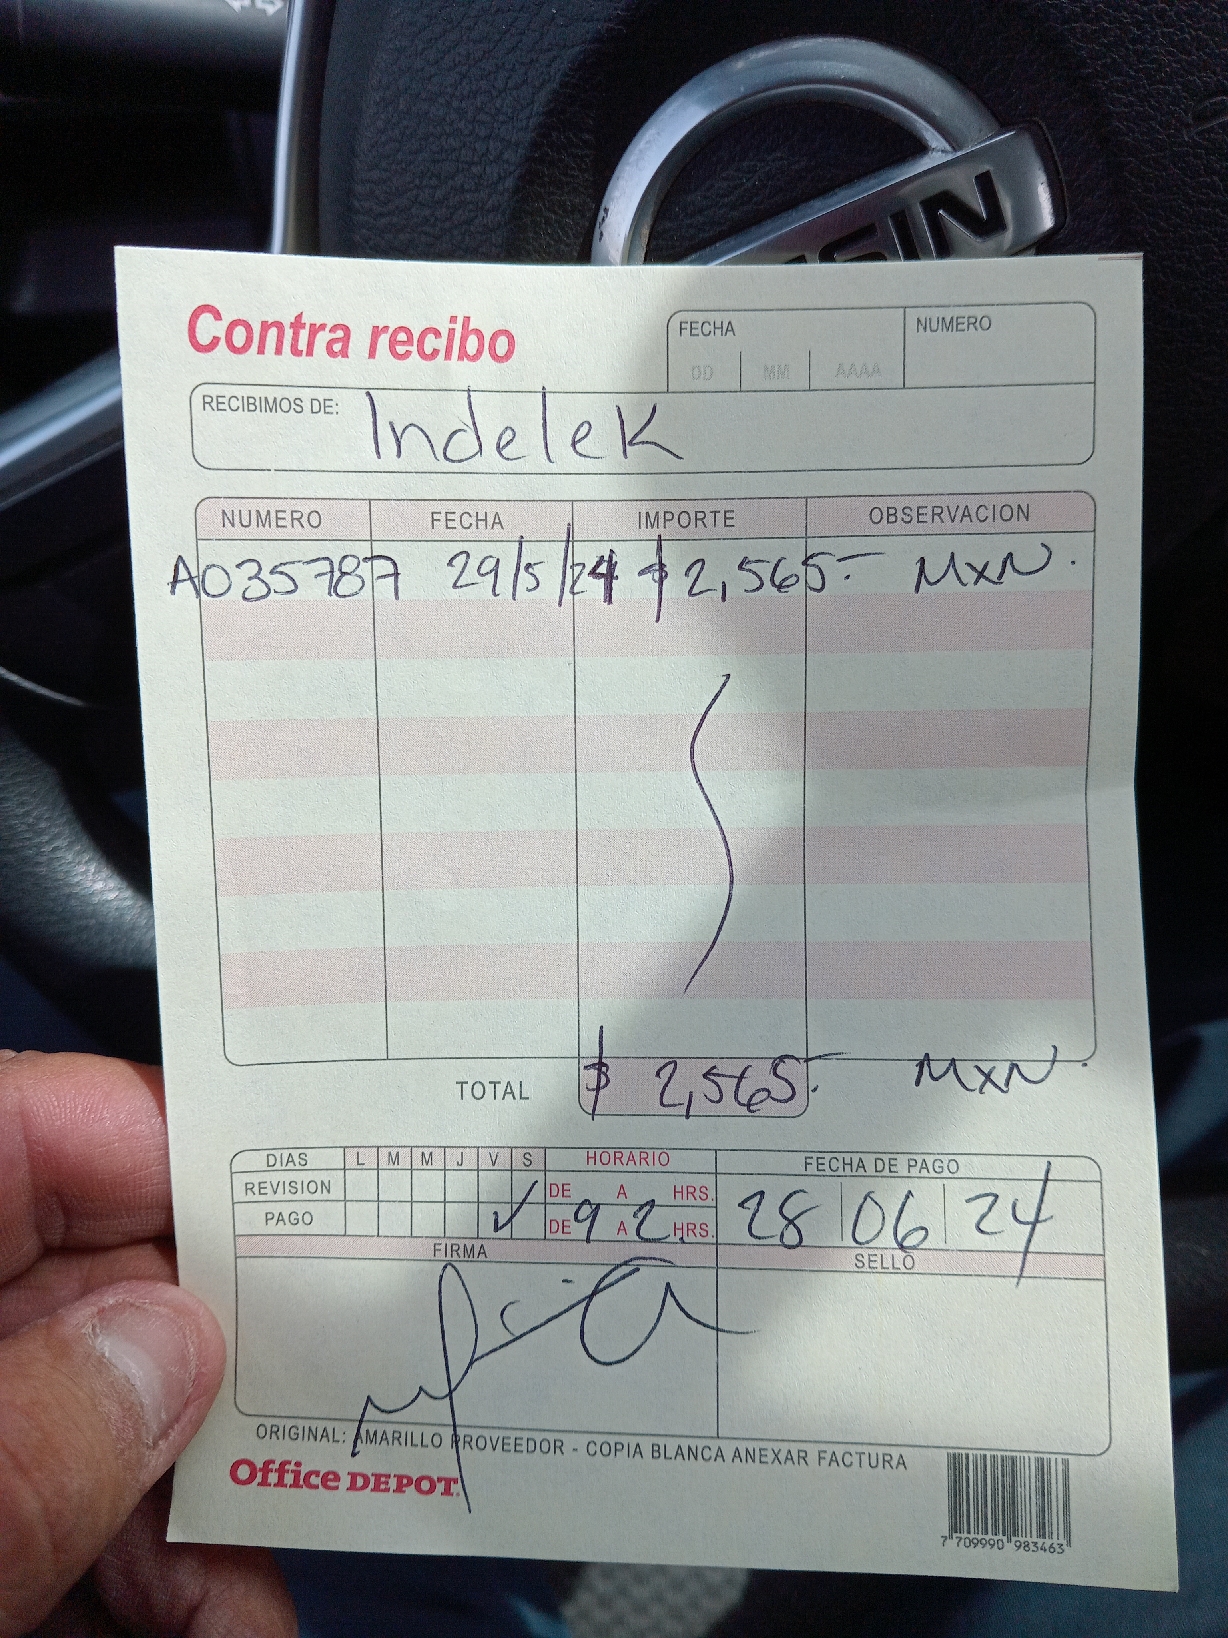 NISSAN
Contra recibo
FECHA
DD MM AAAA
NUMERO
RECIBIMOS DE: Indelek
NUMERO FECHA IMPORTE OBSERVACION
A035787 29/5/24 $ 2,565.- MXN.
TOTAL $ 2,565.- MXN.
DIAS L M M J V S HORARIO FECHA DE PAGO
REVISION DE A HRS.
PAGO ✓ DE 9 A 2 HRS. 28 06 24
FIRMA SELLO
ORIGINAL: AMARILLO PROVEEDOR - COPIA BLANCA ANEXAR FACTURA
Office DEPOT
7 709990 983463